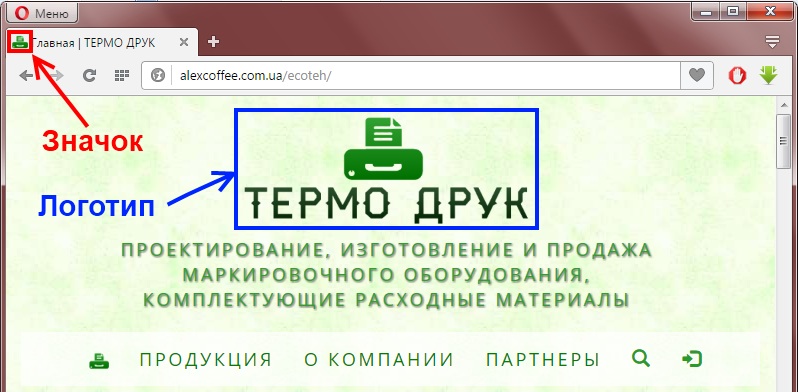 Меню
Главная | ТЕРМО ДРУК
alexcoffee.com.ua/ecoteh/
Значок
Логотип
ТЕРМО ДРУК
ПРОЕКТИРОВАНИЕ, ИЗГОТОВЛЕНИЕ И ПРОДАЖА
МАРКИРОВОЧНОГО ОБОРУДОВАНИЯ,
КОМПЛЕКТУЮЩИЕ РАСХОДНЫЕ МАТЕРИАЛЫ
ПРОДУКЦИЯ О КОМПАНИИ ПАРТНЕРЫ